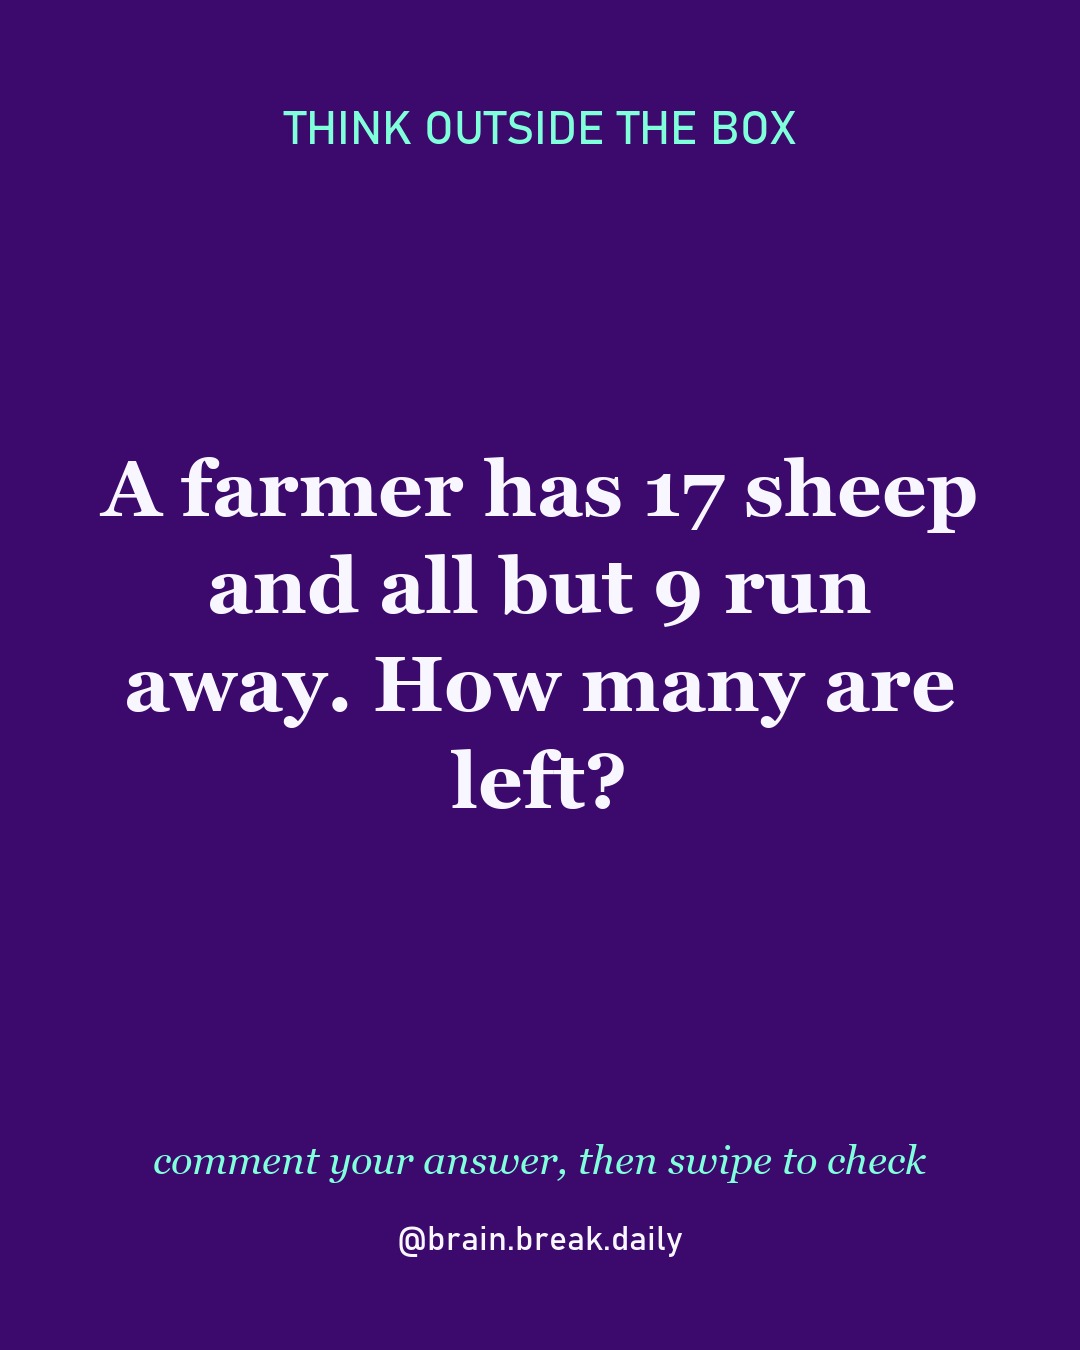 THINK OUTSIDE THE BOX
A farmer has 17 sheep
and all but 9 run
away. How many are
left?
comment your answer, then swipe to check
@brain.break.daily